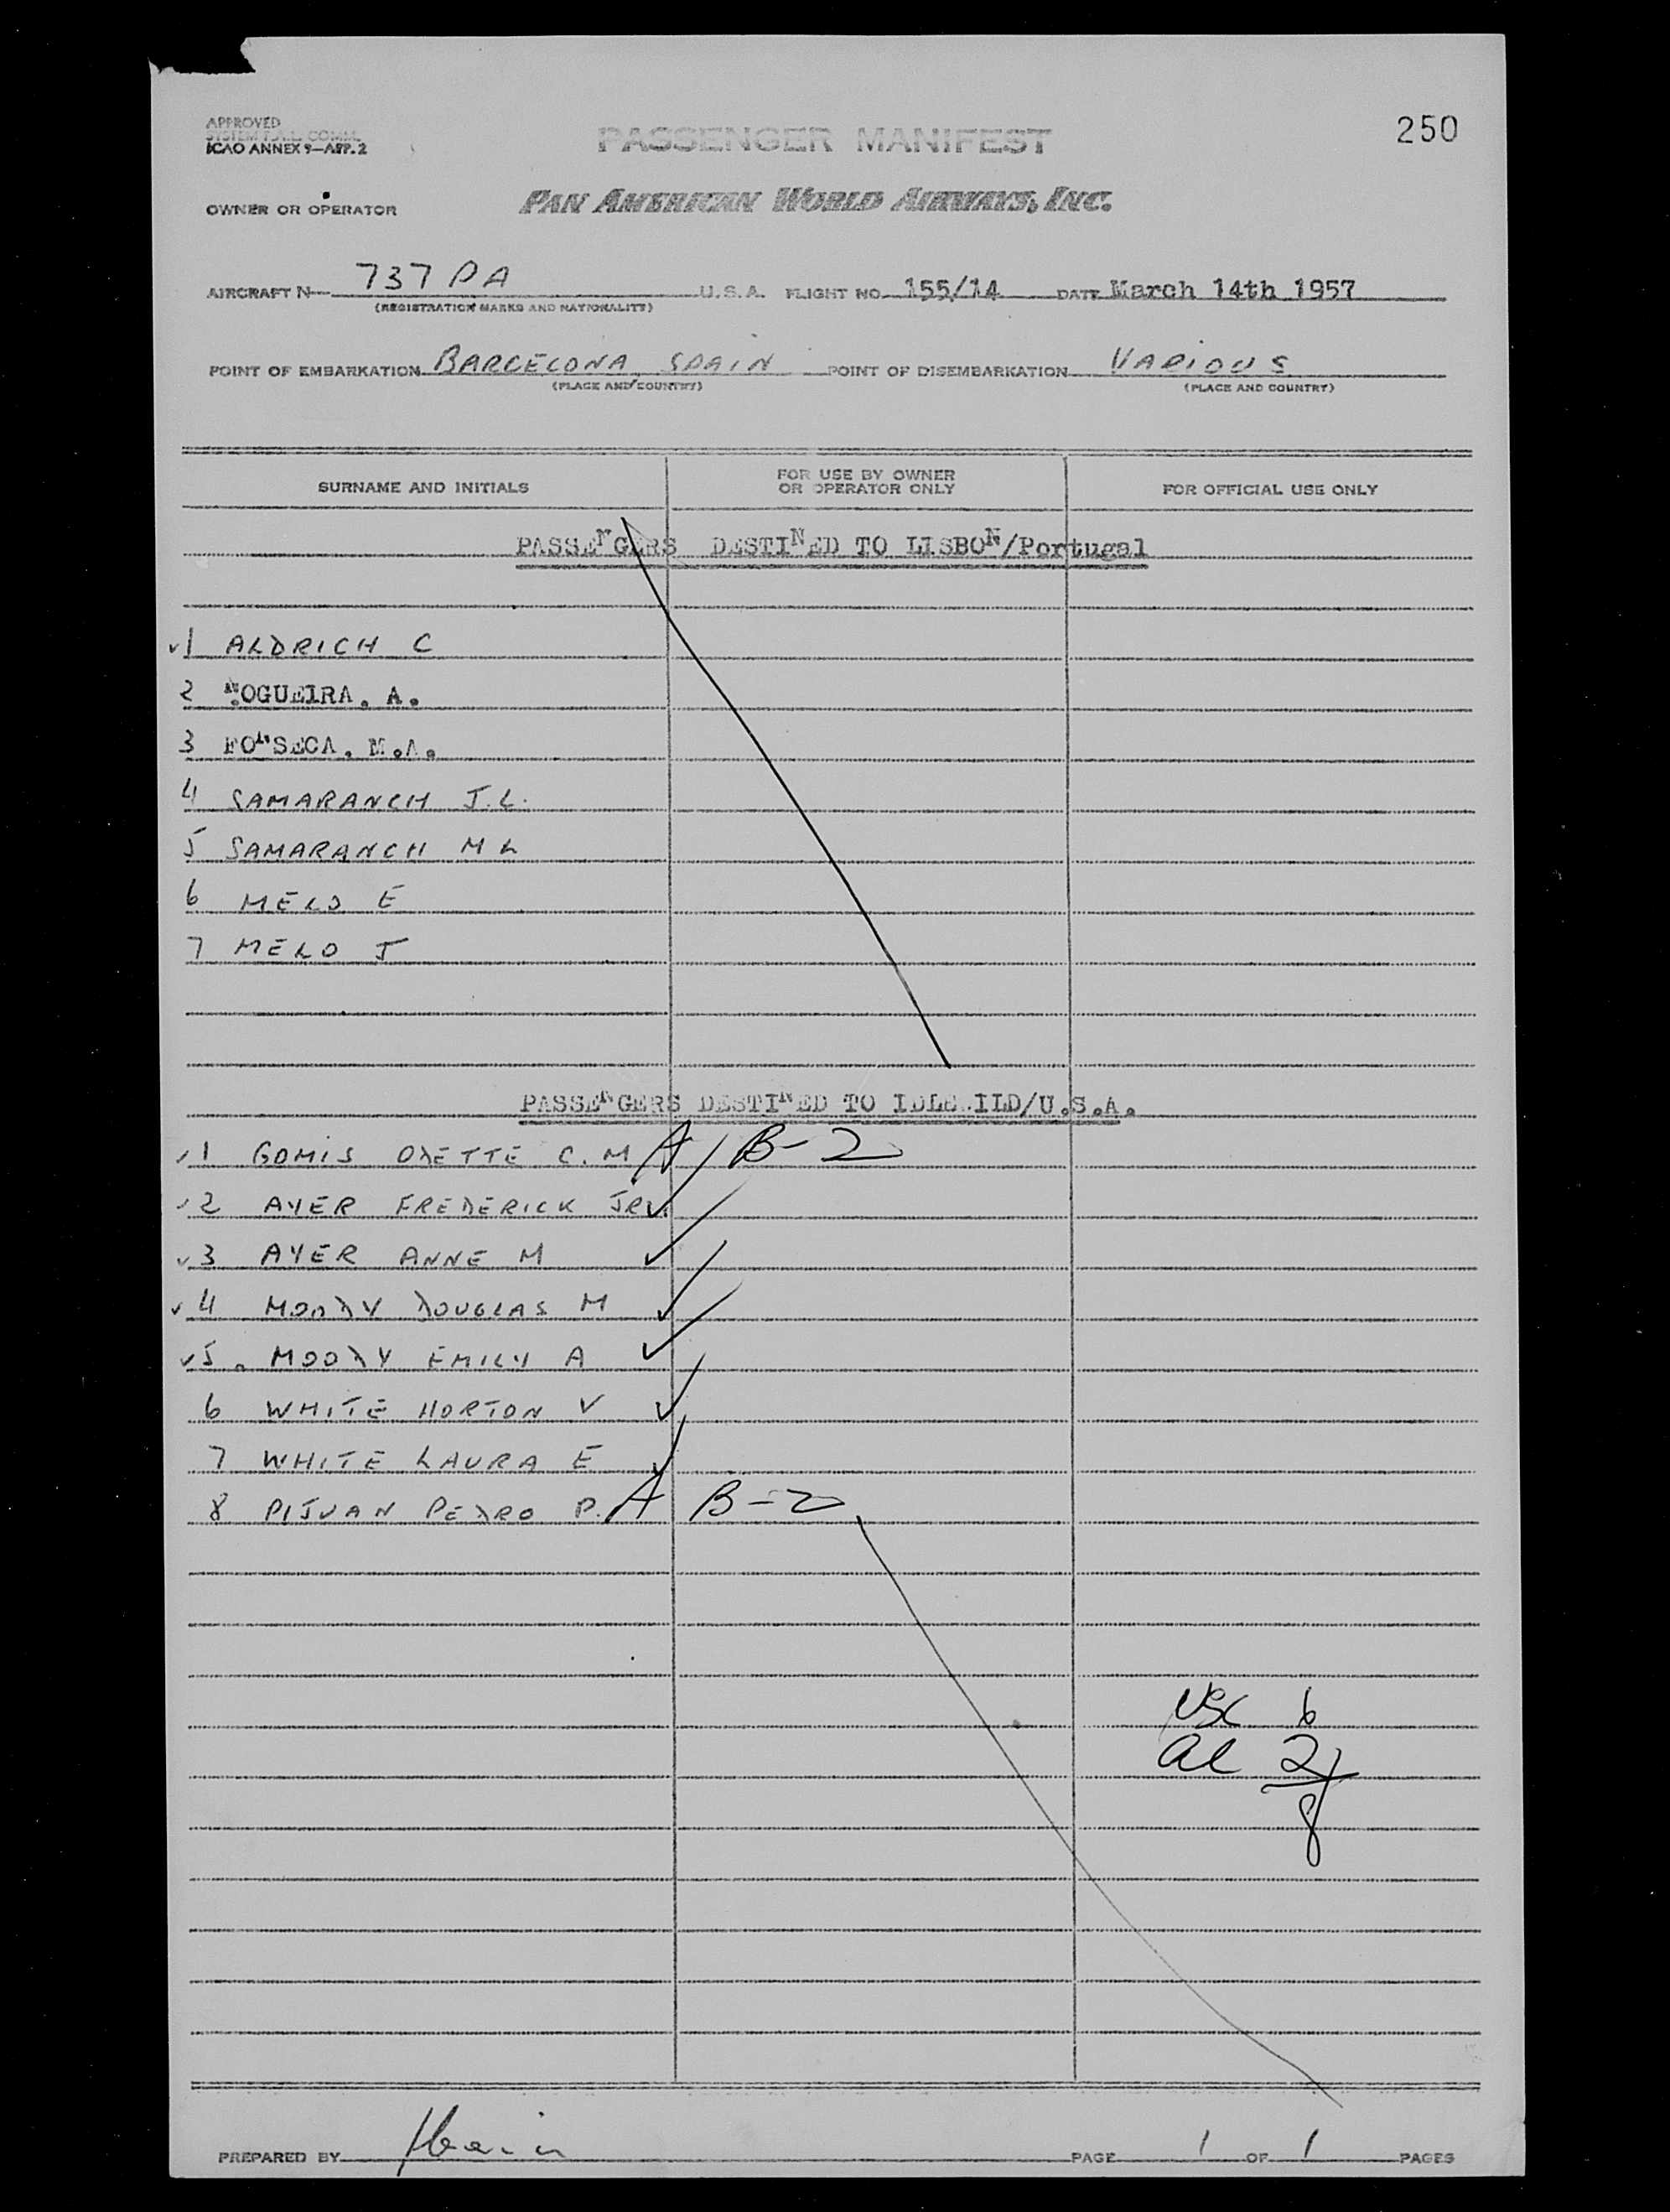 250
APPROVED
SYSTEM F.A.L. COMM.
ICAO ANNEX 9—APP. 2
PASSENGER MANIFEST
OWNER OR OPERATOR PAN AMERICAN WORLD AIRWAYS, INC.
AIRCRAFT N 737 PA U.S.A. FLIGHT NO. 155/14 DATE March 14th 1957
(REGISTRATION MARKS AND NATIONALITY)
POINT OF EMBARKATION BARCELONA, SPAIN POINT OF DISEMBARKATION VARIOUS
(PLACE AND COUNTRY) (PLACE AND COUNTRY)
SURNAME AND INITIALS FOR USE BY OWNER OR OPERATOR ONLY FOR OFFICIAL USE ONLY
PASSENGERS DESTINED TO LISBON/Portugal
1 ALDRICH C
2 NOGUEIRA. A.
3 FONSECA. M.A.
4 SAMARANCH J.L.
5 SAMARANCH M L
6 MELO E
7 MELO J
PASSENGERS DESTINED TO IDLEWILD/U.S.A.
1 GOMIS ODETTE C. M A B-2
2 AYER FREDERICK JR.
3 AYER ANNE M
4 MOODY DOUGLAS M
5. MOODY EMILY A
6 WHITE HORTON V
7 WHITE LAURA E
8 PIJUAN PEDRO P. A B-2
USC 6
al 2
8
PREPARED BY PAGE 1 OF 1 PAGES